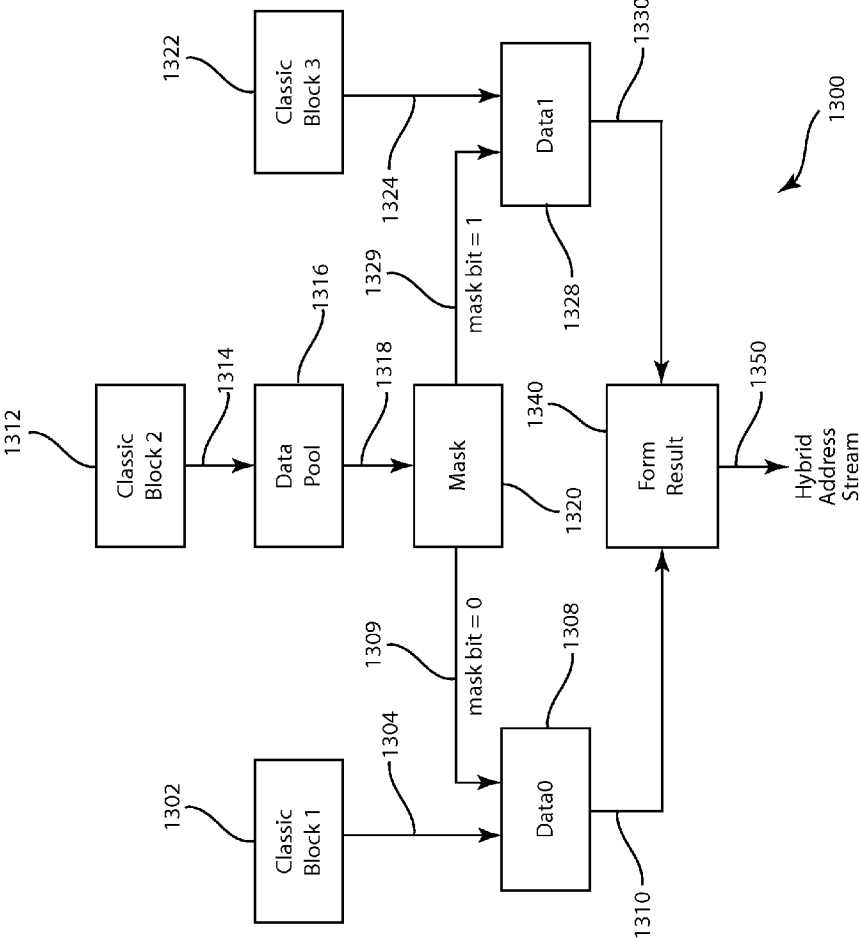 1312
Classic
Block 2
1314
1302
Classic
Block 1
1322
Classic
Block 3
Data
Pool
1316
1318
1304
1324
Mask
1320
1309
mask bit = 0
1329
mask bit = 1
Data0
1308
Data1
1328
1310
1330
1340
Form
Result
1350
Hybrid
Address
Stream
1300